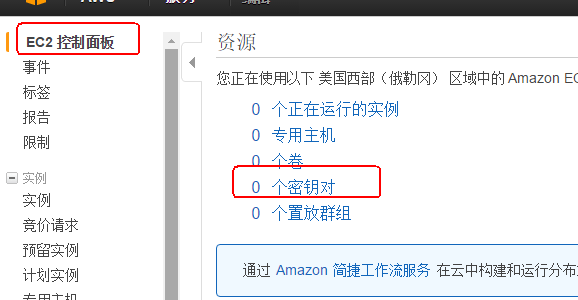 EC2 控制面板
事件
标签
报告
限制
实例
实例
竞价请求
预留实例
计划实例
专用主机
资源
您正在使用以下 美国西部（俄勒冈） 区域中的 Amazon EC
0 个正在运行的实例
0 专用主机
0 个卷
0 个密钥对
0 个置放群组
通过 Amazon 简捷工作流服务 在云中构建和运行分布